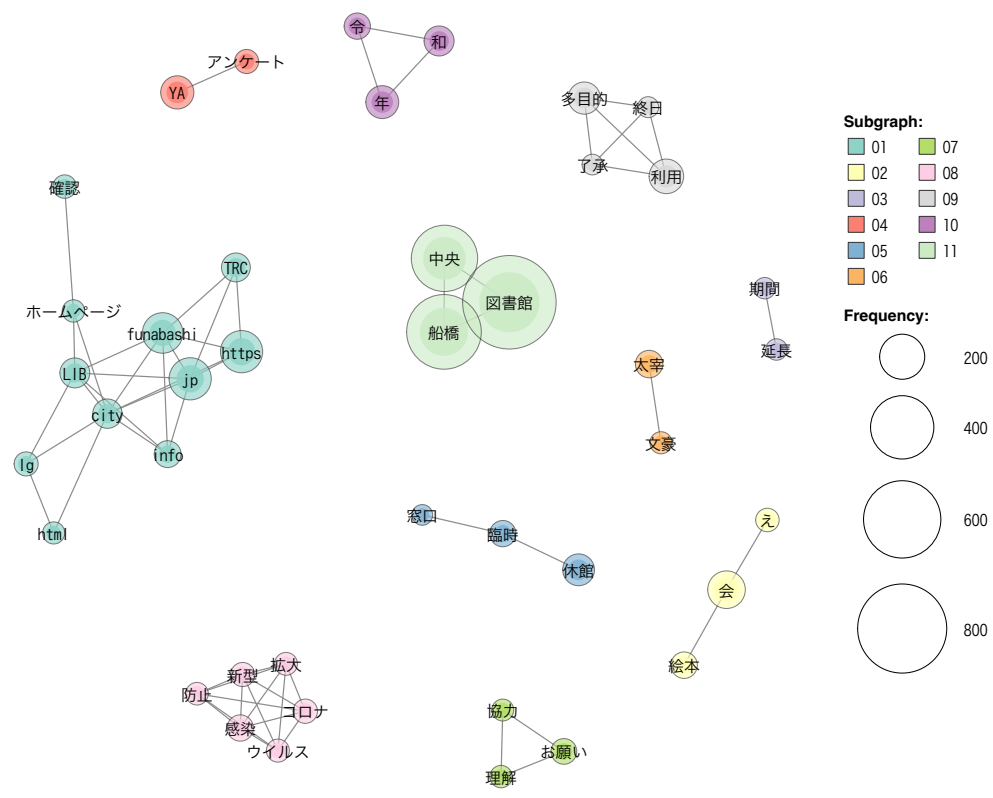 令
和
年
アンケート
YA
多目的
終日
了承
利用
確認
TRC
ホームページ
funabashi
https
LIB
jp
city
info
lg
html
中央
図書館
船橋
期間
延長
太宰
文豪
窓口
臨時
休館
え
会
絵本
拡大
新型
防止
コロナ
感染
ウイルス
協力
お願い
理解
Subgraph:
01 07
02 08
03 09
04 10
05 11
06
Frequency:
200
400
600
800